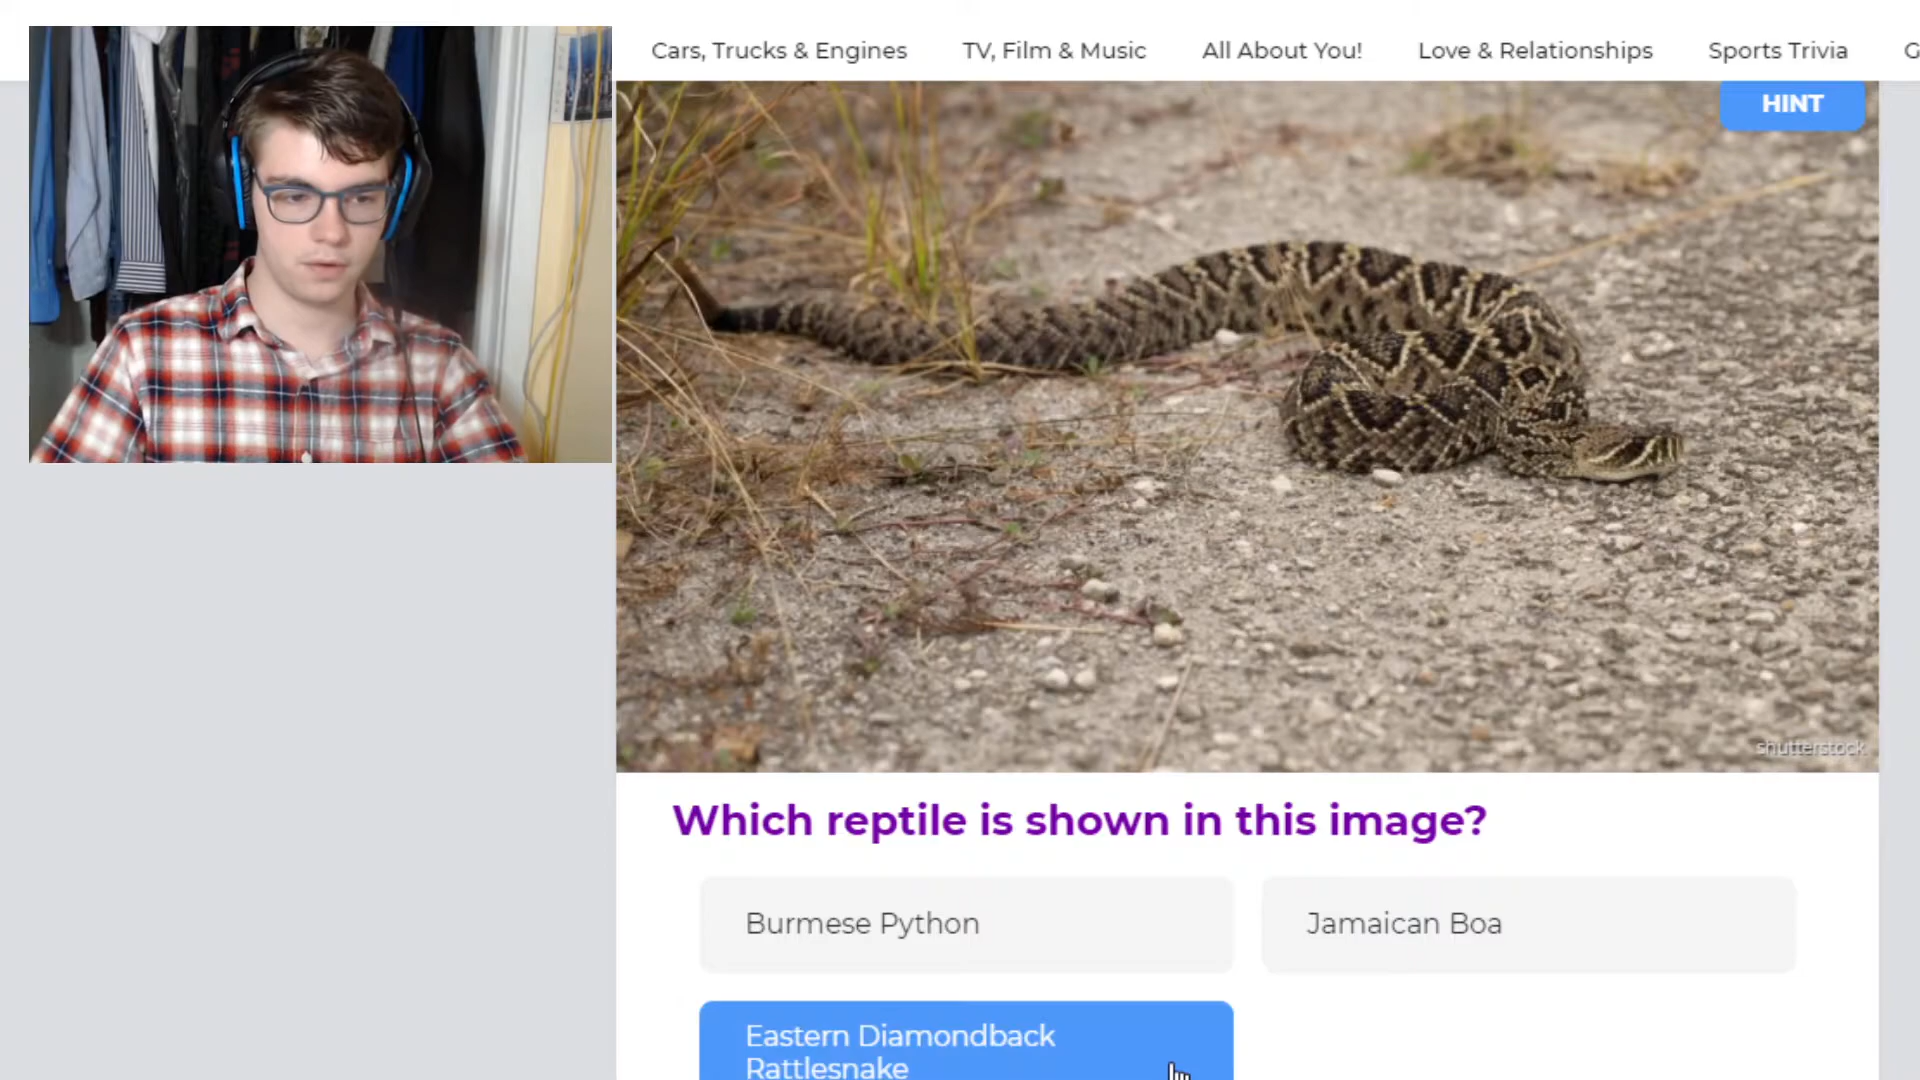 Cars, Trucks & Engines TV, Film & Music All About You! Love & Relationships Sports Trivia G
HINT
shutterstock
Which reptile is shown in this image?
Burmese Python
Jamaican Boa
Eastern Diamondback
Rattlesnake